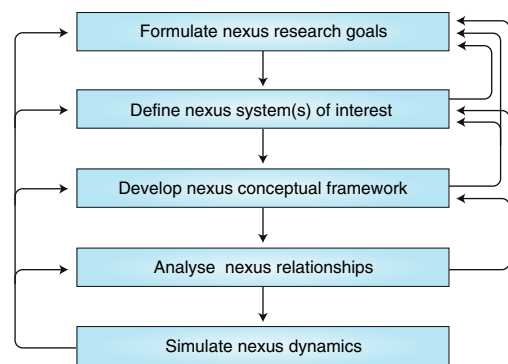 Formulate nexus research goals
Define nexus system(s) of interest
Develop nexus conceptual framework
Analyse nexus relationships
Simulate nexus dynamics